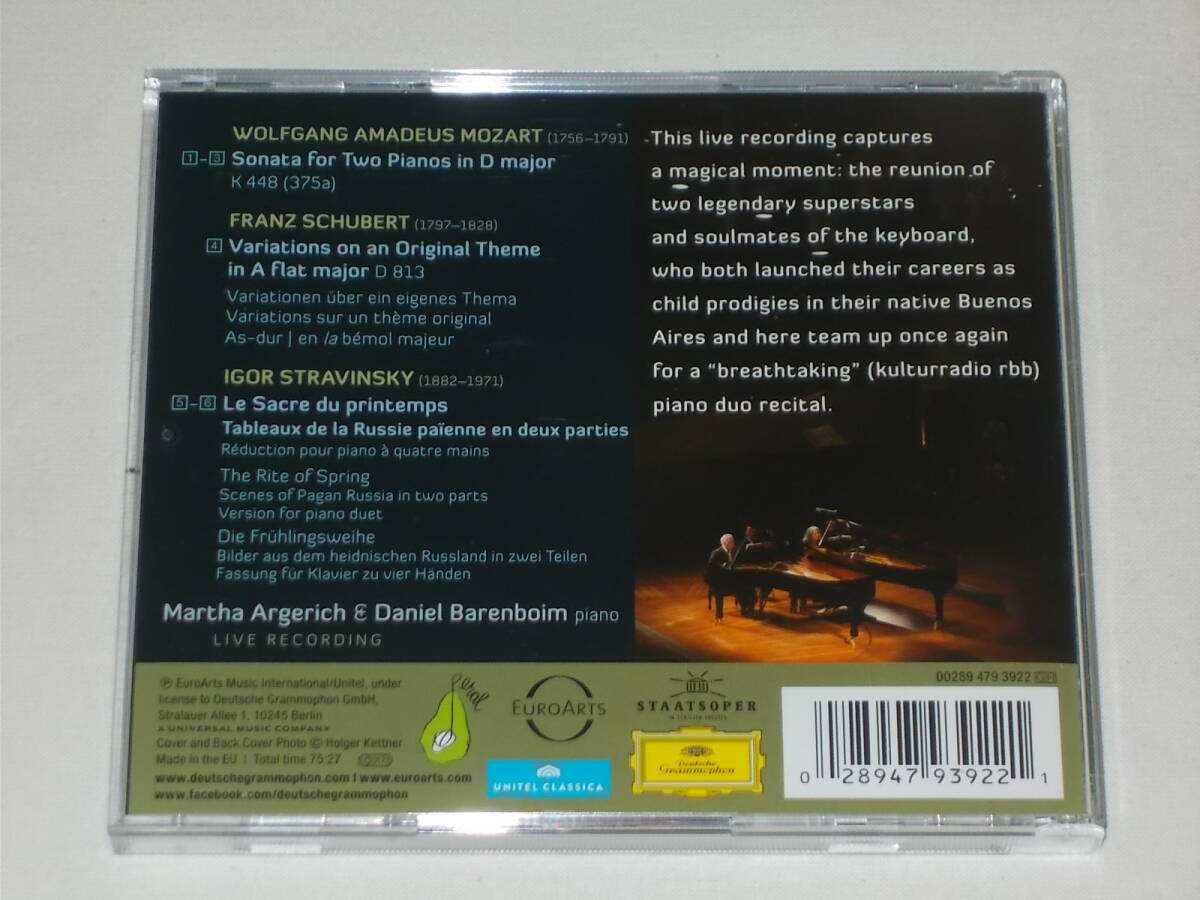 WOLFGANG AMADEUS MOZART (1756–1791)
1–3 Sonata for Two Pianos in D major
K 448 (375a)
FRANZ SCHUBERT (1797–1828)
4 Variations on an Original Theme
in A flat major D 813
Variationen über ein eigenes Thema
Variations sur un thème original
As-dur | en la bémol majeur
IGOR STRAVINSKY (1882–1971)
5–6 Le Sacre du printemps
Tableaux de la Russie païenne en deux parties
Réduction pour piano à quatre mains
The Rite of Spring
Scenes of Pagan Russia in two parts
Version for piano duet
Die Frühlingsweihe
Bilder aus dem heidnischen Russland in zwei Teilen
Fassung für Klavier zu vier Händen
Martha Argerich & Daniel Barenboim piano
LIVE RECORDING
This live recording captures
a magical moment: the reunion of
two legendary superstars
and soulmates of the keyboard,
who both launched their careers as
child prodigies in their native Buenos
Aires and here team up once again
for a “breathtaking” (kulturradio rbb)
piano duo recital.
℗ EuroArts Music International/Unitel, under
license to Deutsche Grammophon GmbH,
Stralauer Allee 1, 10245 Berlin
A UNIVERSAL MUSIC COMPANY
Cover and Back Cover Photo © Holger Kettner
Made in the EU | Total time 75:27
www.deutschegrammophon.com | www.euroarts.com
www.facebook.com/deutschegrammophon
peral
EUROARTS
UNITEL CLASSICA
STAATSOPER
IM SCHILLER THEATER
Deutsche
Grammophon
00289 479 3922 GH
0 28947 93922 1